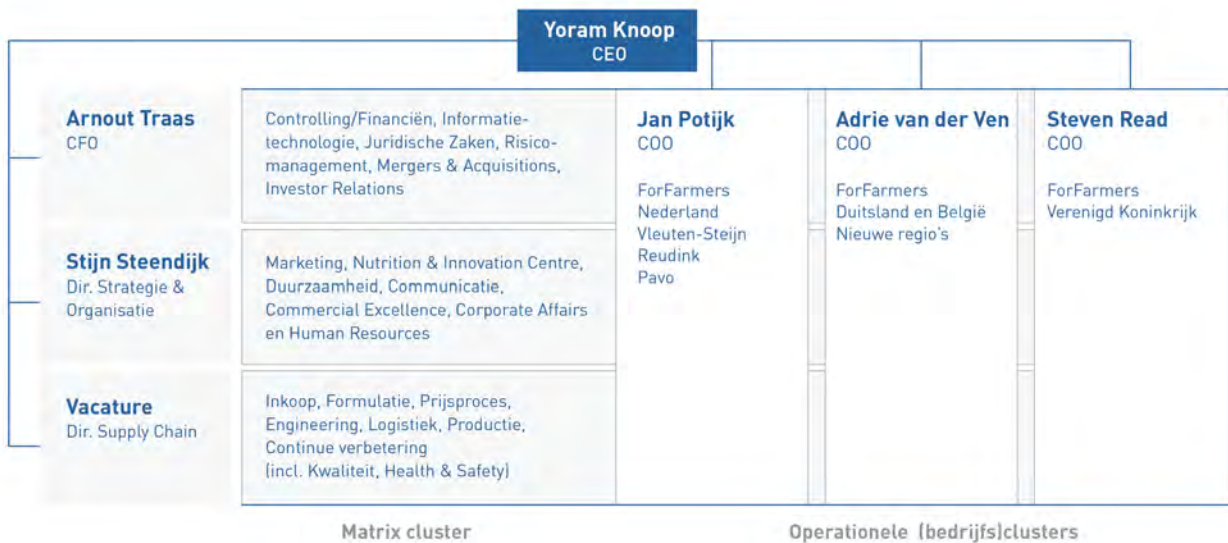 Yoram Knoop
CEO
Arnout Traas
CFO
Controlling/Financiën, Informatie-
technologie, Juridische Zaken, Risico-
management, Mergers & Acquisitions,
Investor Relations
Stijn Steendijk
Dir. Strategie &
Organisatie
Marketing, Nutrition & Innovation Centre,
Duurzaamheid, Communicatie,
Commercial Excellence, Corporate Affairs
en Human Resources
Vacature
Dir. Supply Chain
Inkoop, Formulatie, Prijsproces,
Engineering, Logistiek, Productie,
Continue verbetering
(incl. Kwaliteit, Health & Safety)
Jan Potijk
COO
ForFarmers
Nederland
Vleuten-Steijn
Reudink
Pavo
Adrie van der Ven
COO
ForFarmers
Duitsland en België
Nieuwe regio's
Steven Read
COO
ForFarmers
Verenigd Koninkrijk
Matrix cluster
Operationele (bedrijfs)clusters